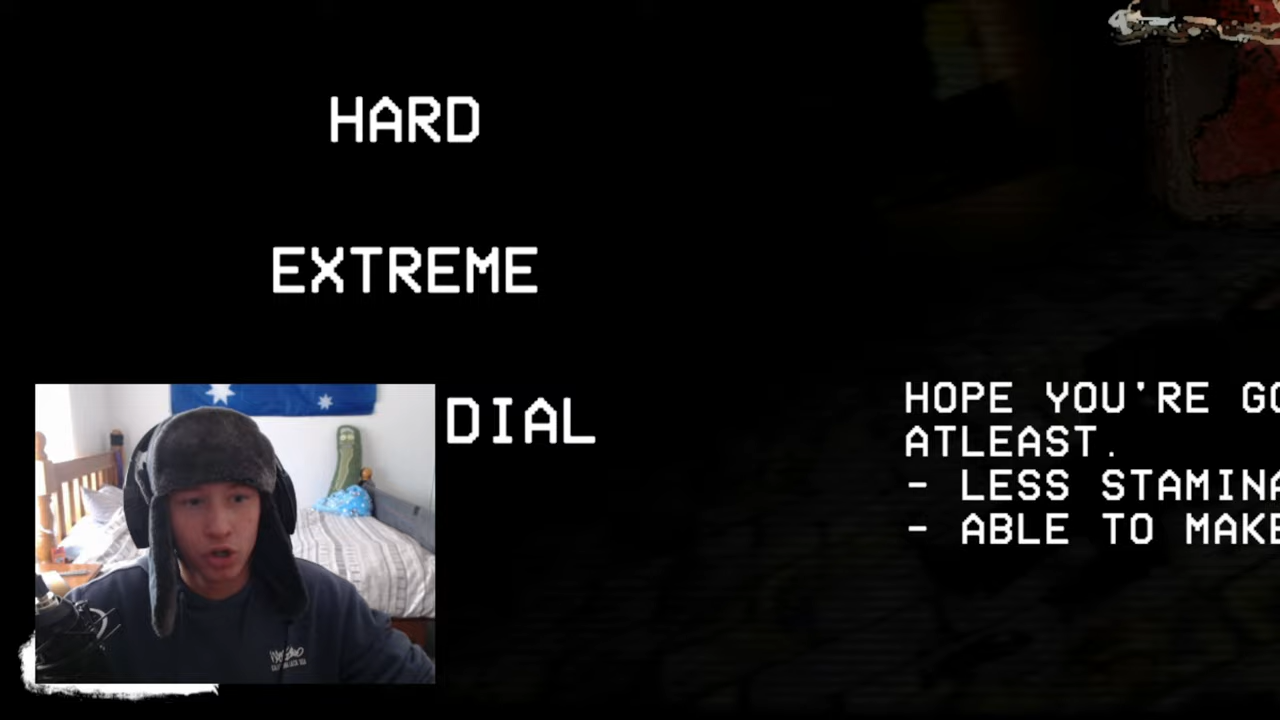 HARD
EXTREME
DIAL
HOPE YOU'RE GO
ATLEAST.
- LESS STAMINA
- ABLE TO MAKE